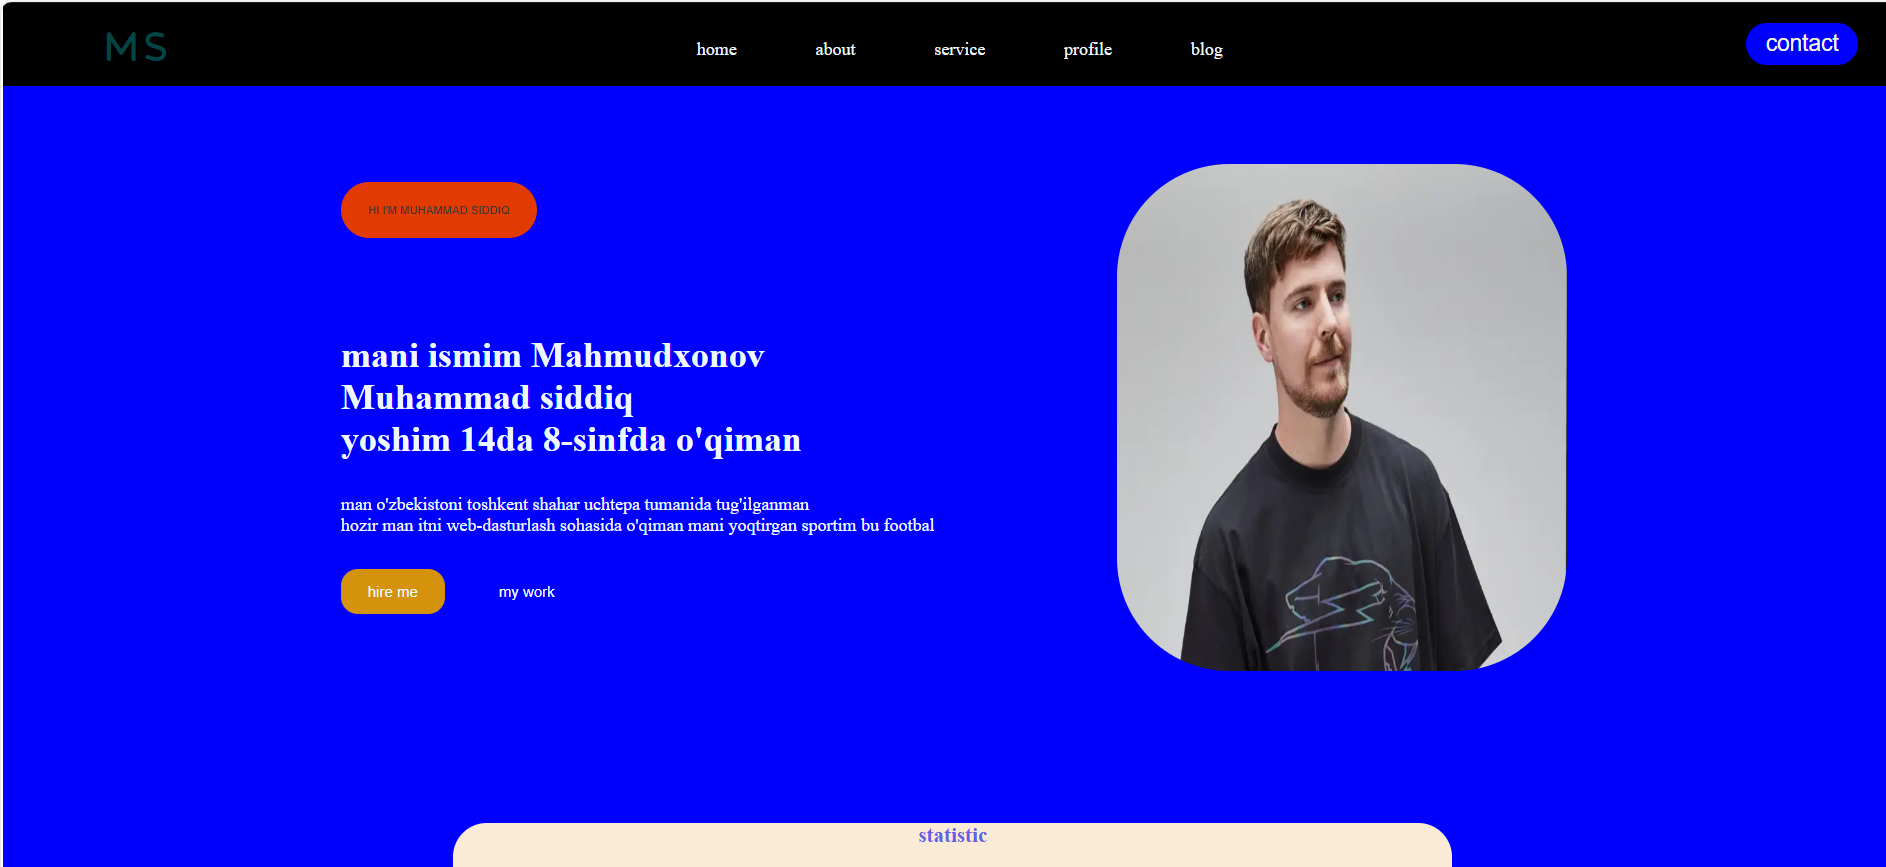 MS
home
about
service
profile
blog
contact
HI I'M MUHAMMAD SIDDIQ
mani ismim Mahmudxonov
Muhammad siddiq
yoshim 14da 8-sinfda o'qiman
man o'zbekistoni toshkent shahar uchtepa tumanida tug'ilganman
hozir man itni web-dasturlash sohasida o'qiman mani yoqtirgan sportim bu footbal
hire me
my work
statistic